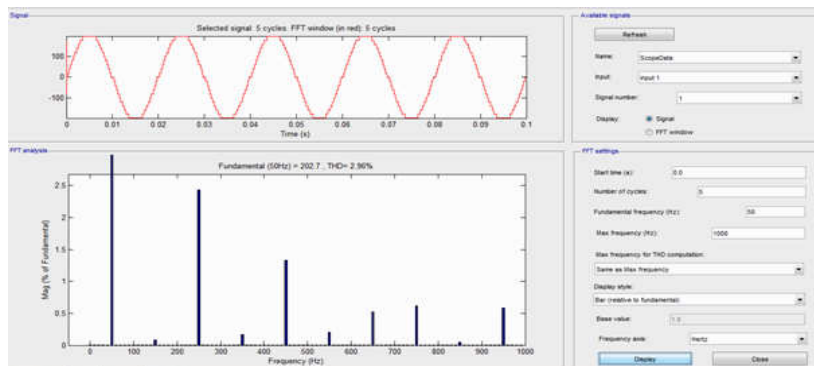 Signal
Selected signal: 5 cycles. FFT window (in red): 5 cycles
100
0
-100
0
0.01
0.02
0.03
0.04
0.05
0.06
0.07
0.08
0.09
0.1
Time (s)
FFT analysis
Fundamental (50Hz) = 202.7 , THD= 2.96%
Mag (% of Fundamental)
2.5
2
1.5
1
0.5
0
0
100
200
300
400
500
600
700
800
900
1000
Frequency (Hz)
Available signals
Refresh
Name:
ScopeData
Input:
input 1
Signal number:
1
Display:
Signal
FFT window
FFT settings
Start time (s):
0.0
Number of cycles:
5
Fundamental frequency (Hz):
50
Max frequency (Hz):
1000
Max frequency for THD computation:
Same as Max frequency
Display style:
Bar (relative to fundamental)
Base value:
1.0
Frequency axis:
Hertz
Display
Close